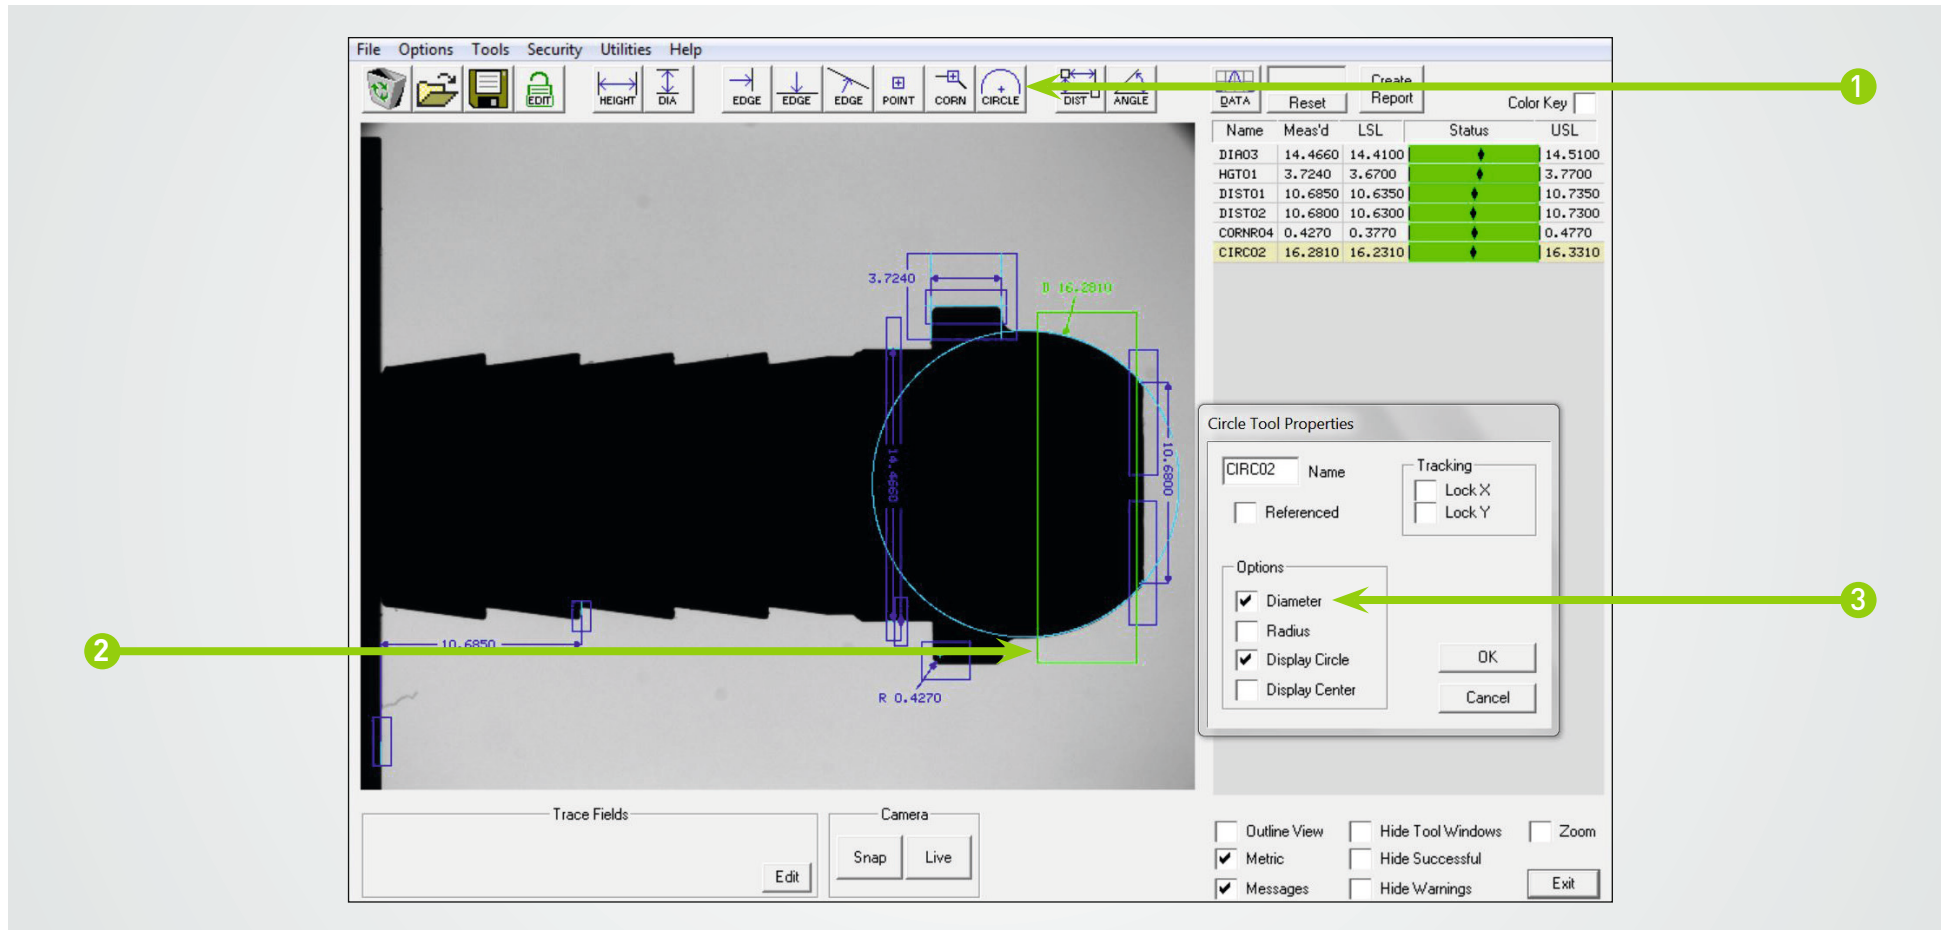 File Options Tools Security Utilities Help
EDIT HEIGHT DIA EDGE EDGE EDGE POINT CORN CIRCLE DIST ANGLE
DATA Reset Create Report Color Key
1
Name Meas'd LSL Status USL
DIA03 14.4660 14.4100 14.5100
HGT01 3.7240 3.6700 3.7700
DIST01 10.6850 10.6350 10.7350
DIST02 10.6800 10.6300 10.7300
CORNR04 0.4270 0.3770 0.4770
CIRC02 16.2810 16.2310 16.3310
3.7240
D 16.2810
14.4660
10.6800
10.6850
R 0.4270
2
Circle Tool Properties
CIRC02 Name
Referenced
Tracking
Lock X
Lock Y
Options
Diameter
Radius
Display Circle
Display Center
OK
Cancel
3
Trace Fields
Edit
Camera
Snap Live
Outline View Hide Tool Windows Zoom
Metric Hide Successful
Messages Hide Warnings Exit